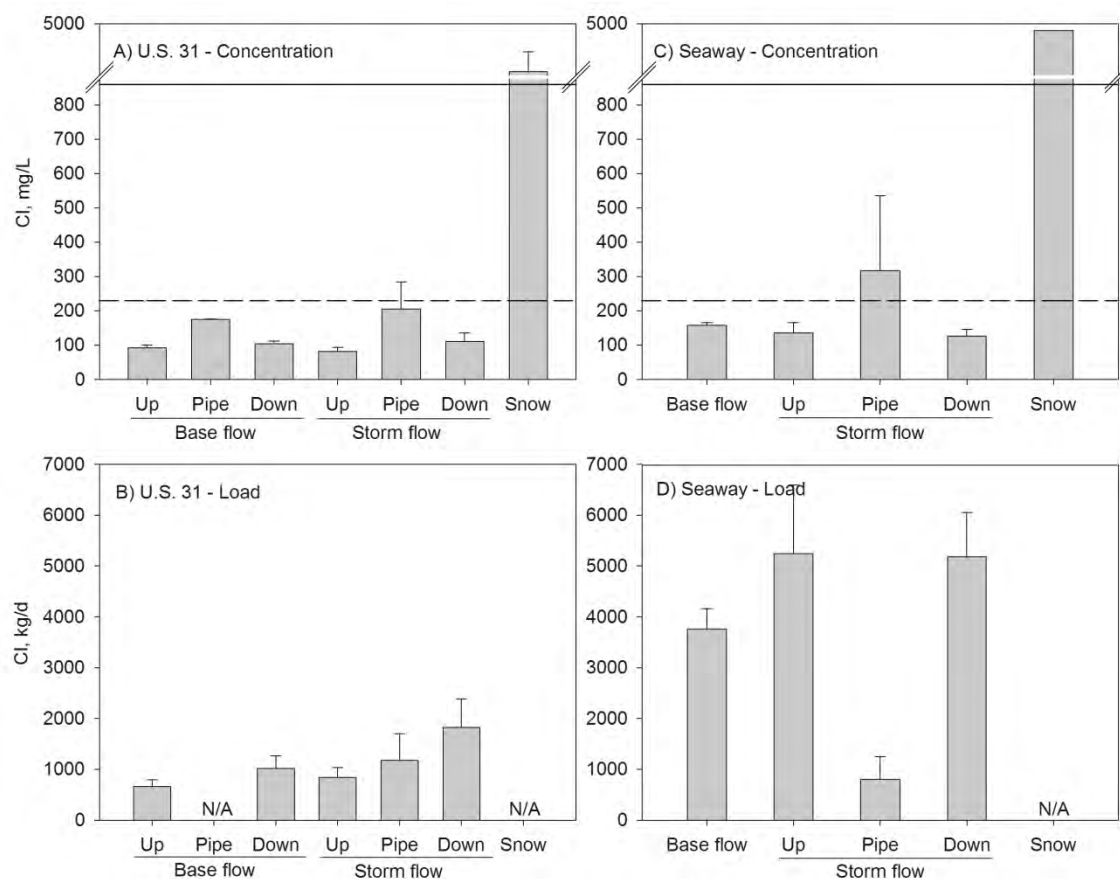 A) U.S. 31 - Concentration
Cl, mg/L
5000
800
700
600
500
400
300
200
100
0
Up Pipe Down Up Pipe Down Snow
Base flow Storm flow
C) Seaway - Concentration
5000
800
700
600
500
400
300
200
100
0
Base flow Up Pipe Down Snow
Storm flow
B) U.S. 31 - Load
Cl, kg/d
7000
6000
5000
4000
3000
2000
1000
0
N/A
N/A
Up Pipe Down Up Pipe Down Snow
Base flow Storm flow
D) Seaway - Load
7000
6000
5000
4000
3000
2000
1000
0
N/A
Base flow Up Pipe Down Snow
Storm flow